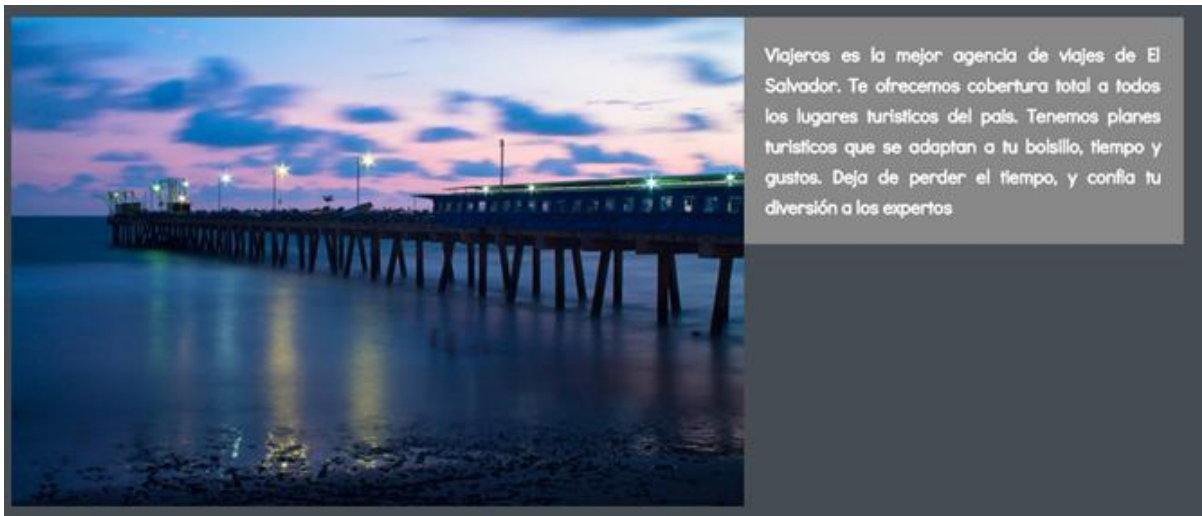 Viajeros es la mejor agencia de viajes de El
Salvador. Te ofrecemos cobertura total a todos
los lugares turisticos del pais. Tenemos planes
turisticos que se adaptan a tu bolsillo, tiempo y
gustos. Deja de perder el tiempo, y confia tu
diversión a los expertos